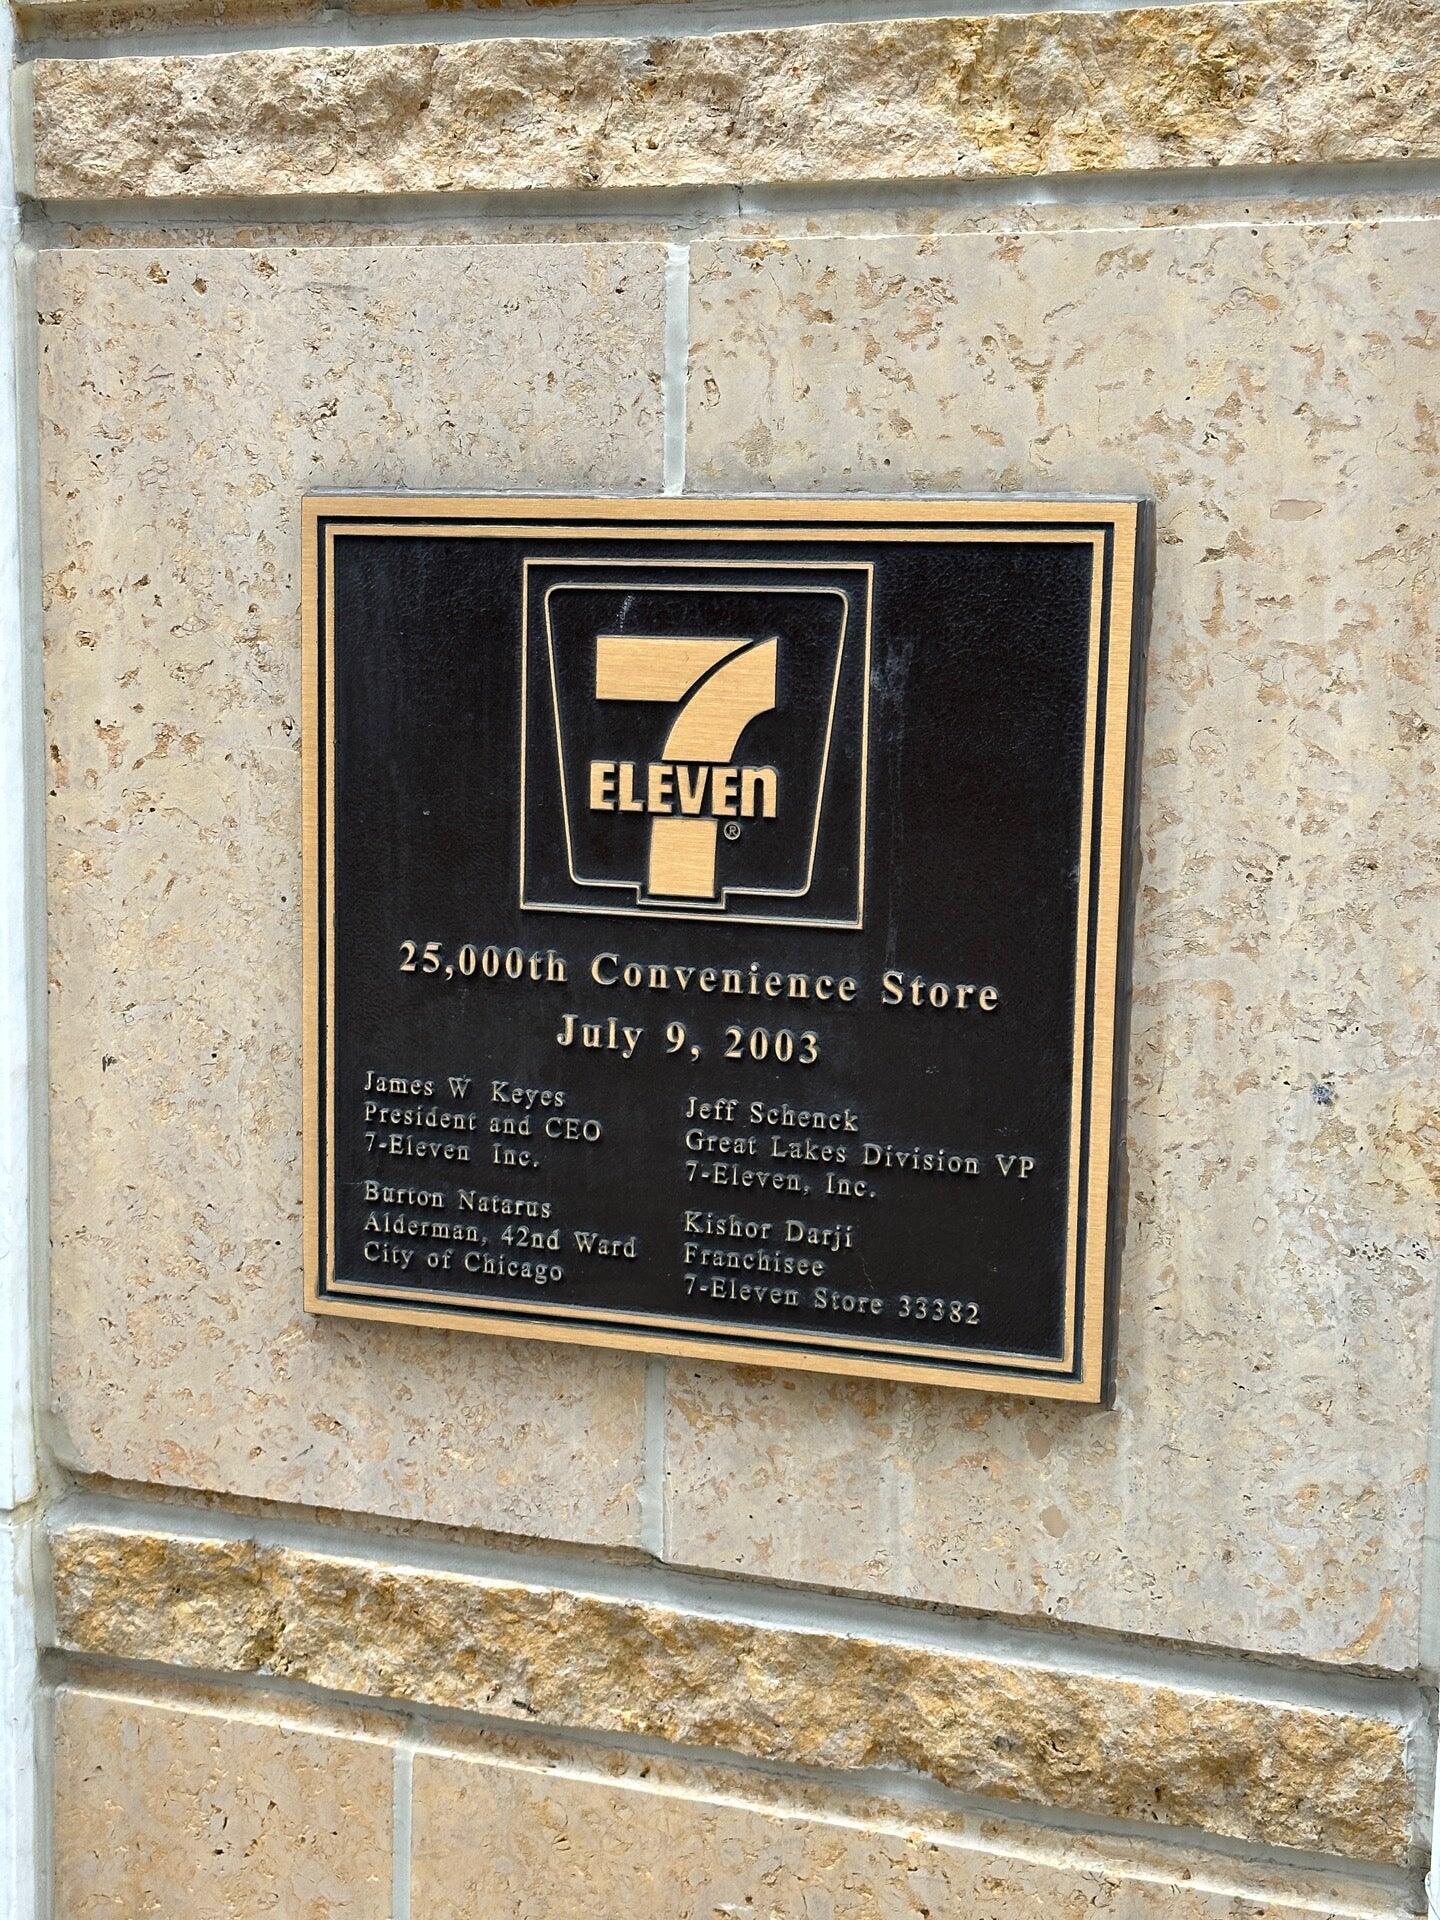 7
ELEVEn
®
25,000th Convenience Store
July 9, 2003
James W Keyes
President and CEO
7-Eleven Inc.
Burton Natarus
Alderman, 42nd Ward
City of Chicago
Jeff Schenck
Great Lakes Division VP
7-Eleven, Inc.
Kishor Darji
Franchisee
7-Eleven Store 33382